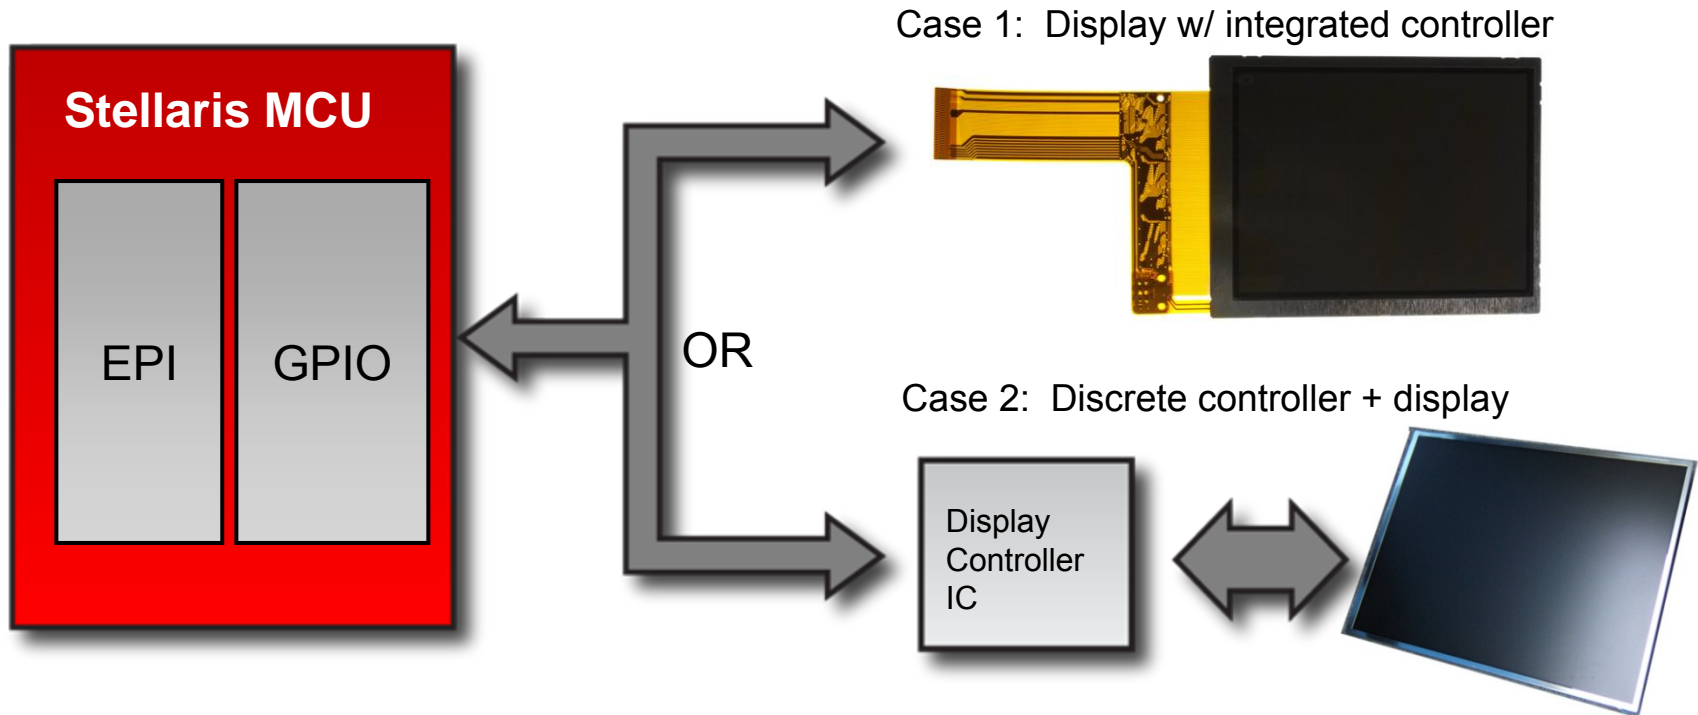 Case 1:  Display w/ integrated controller
Stellaris MCU
EPI
GPIO
OR
Case 2:  Discrete controller + display
Display
Controller
IC